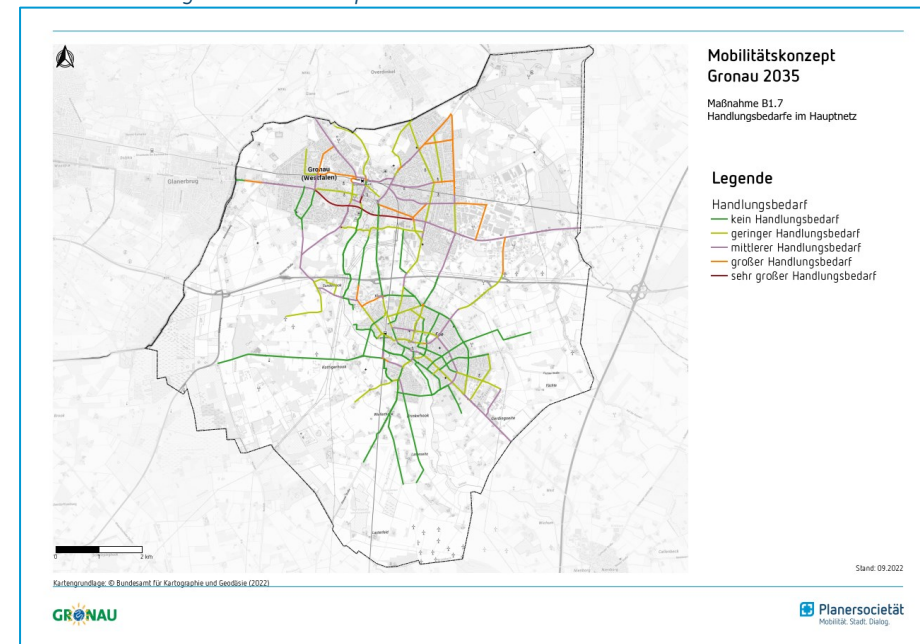 Mobilitätskonzept
Gronau 2035
Maßnahme B1.7
Handlungsbedarfe im Hauptnetz
Legende
Handlungsbedarf
kein Handlungsbedarf
geringer Handlungsbedarf
mittlerer Handlungsbedarf
großer Handlungsbedarf
sehr großer Handlungsbedarf
Glanerbrug
Gronau
(Westfalen)
Epe
0
2 km
Stand: 09.2022
Kartengrundlage: © Bundesamt für Kartographie und Geodäsie (2022)
GRONAU
Planersocietät
Mobilität. Stadt. Dialog.